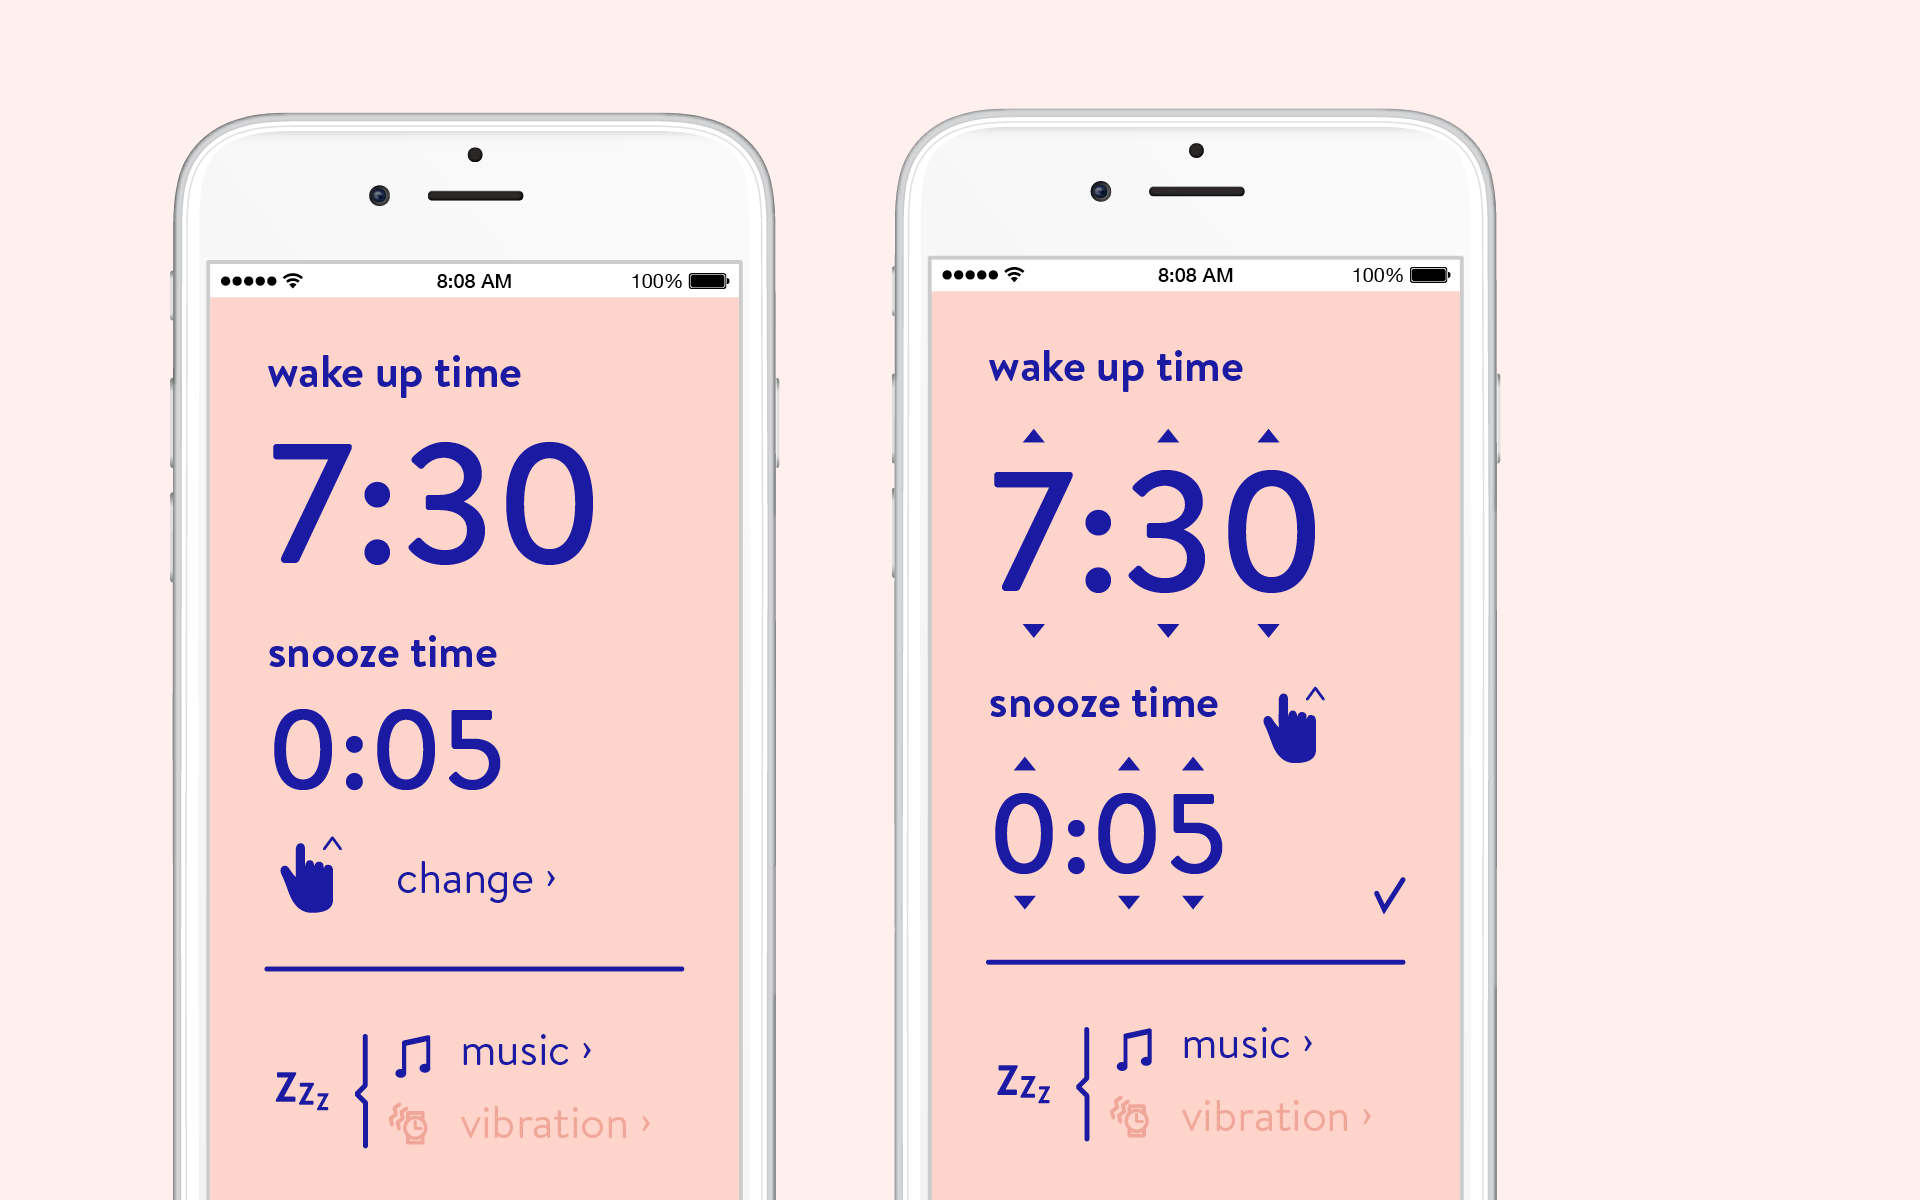 8:08 AM 100%
wake up time
7:30
snooze time
0:05
change ›
Zzz
music ›
vibration ›
8:08 AM 100%
wake up time
7:30
snooze time
0:05
Zzz
music ›
vibration ›